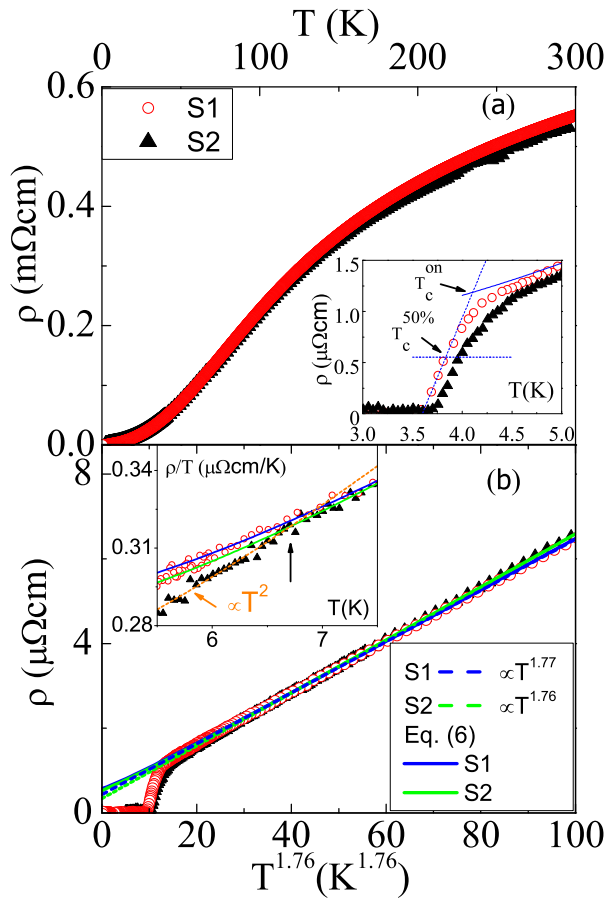 T (K)
0 100 200 300
(a)
S1
S2
0.6
0.4
0.2
0.0
ρ (mΩcm)
1.5
1.0
0.5
0
ρ (μΩcm)
T_c^on
T_c^50%
T(K)
3.0 3.5 4.0 4.5 5.0
(b)
ρ/T (μΩcm/K)
0.34
0.31
0.28
∝T^2
T(K)
6 7
8
4
0
ρ (μΩcm)
S1 ∝T^1.77
S2 ∝T^1.76
Eq. (6)
S1
S2
0 20 40 60 80 100
T^1.76(K^1.76)